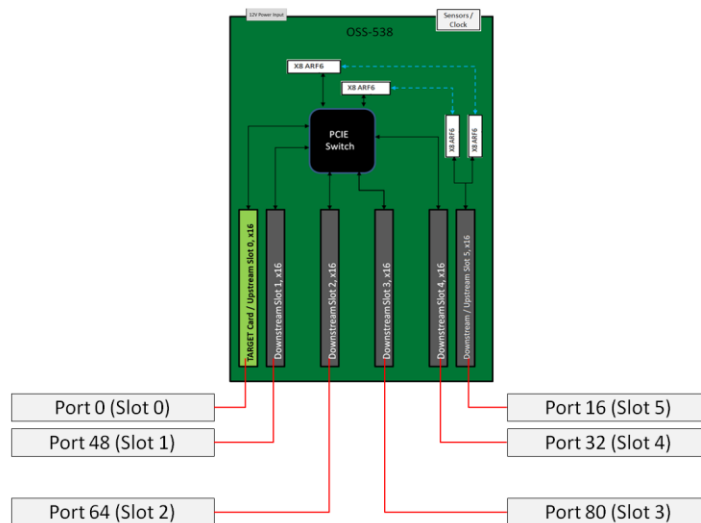 12V Power Input
Sensors /
Clock
OSS-538
X8 ARF6
X8 ARF6
X8 ARF6
X8 ARF6
PCIE
Switch
TARGET Card / Upstream Slot 0, x16
Downstream Slot 1, x16
Downstream Slot 2, x16
Downstream Slot 3, x16
Downstream Slot 4, x16
Downstream / Upstream Slot 5, x16
Port 0 (Slot 0)
Port 16 (Slot 5)
Port 48 (Slot 1)
Port 32 (Slot 4)
Port 64 (Slot 2)
Port 80 (Slot 3)